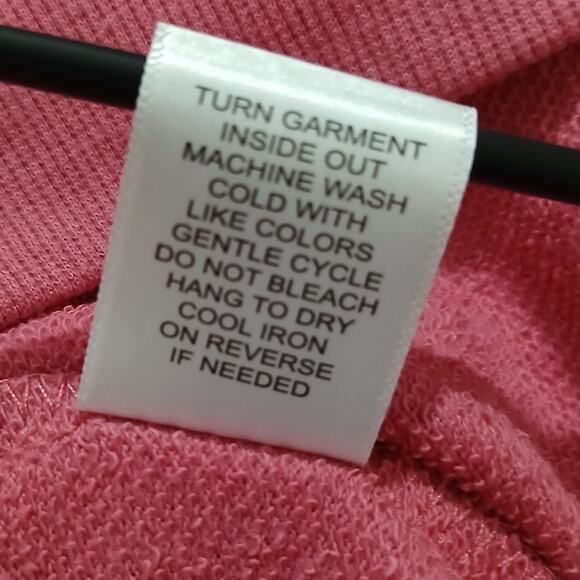 TURN GARMENT
INSIDE OUT
MACHINE WASH
COLD WITH
LIKE COLORS
GENTLE CYCLE
DO NOT BLEACH
HANG TO DRY
COOL IRON
ON REVERSE
IF NEEDED